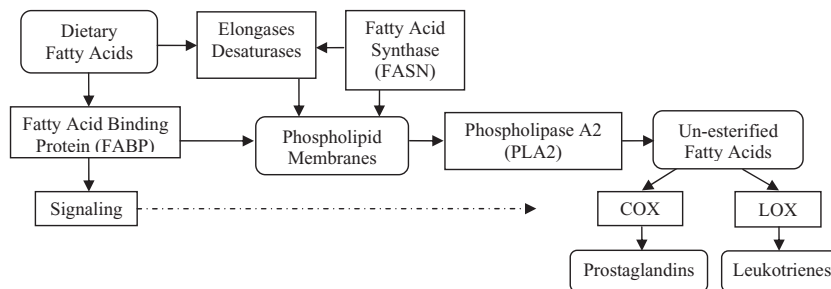 Dietary
Fatty Acids
Elongases
Desaturases
Fatty Acid
Synthase
(FASN)
Fatty Acid Binding
Protein (FABP)
Phospholipid
Membranes
Phospholipase A2
(PLA2)
Un-esterified
Fatty Acids
Signaling
COX
LOX
Prostaglandins
Leukotrienes